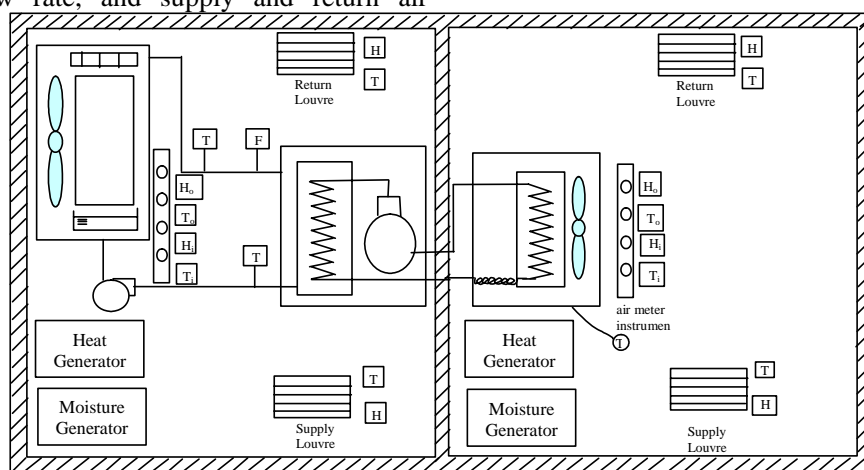 w rate, and supply and return air
Return
Louvre
H
T
T
F
Ho
To
Hi
Ti
T
Heat
Generator
Moisture
Generator
T
H
Supply
Louvre
Return
Louvre
H
T
Ho
To
Hi
Ti
air meter
instrumen
T
Heat
Generator
Moisture
Generator
T
H
Supply
Louvre